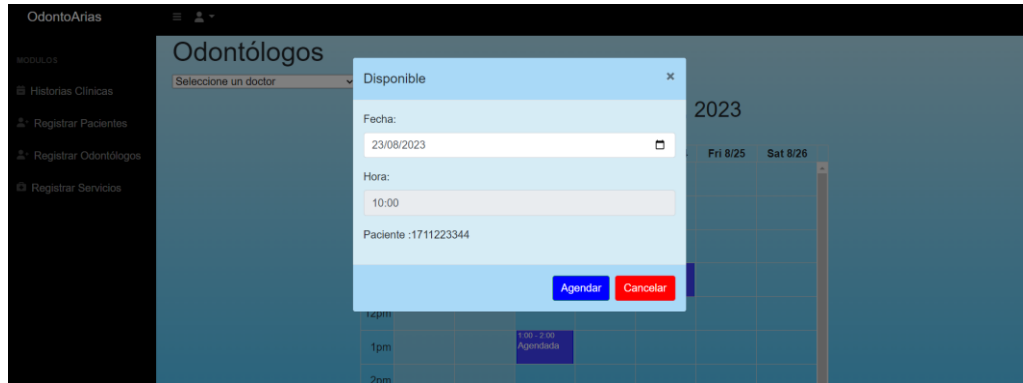 OdontoArias
MODULOS
Historias Clínicas
Registrar Pacientes
Registrar Odontólogos
Registrar Servicios
Odontólogos
Seleccione un doctor
2023
Fri 8/25
Sat 8/26
12pm
1pm
1:00 - 2:00
Agendada
2pm
Disponible
×
Fecha:
23/08/2023
Hora:
10:00
Paciente :1711223344
Agendar
Cancelar